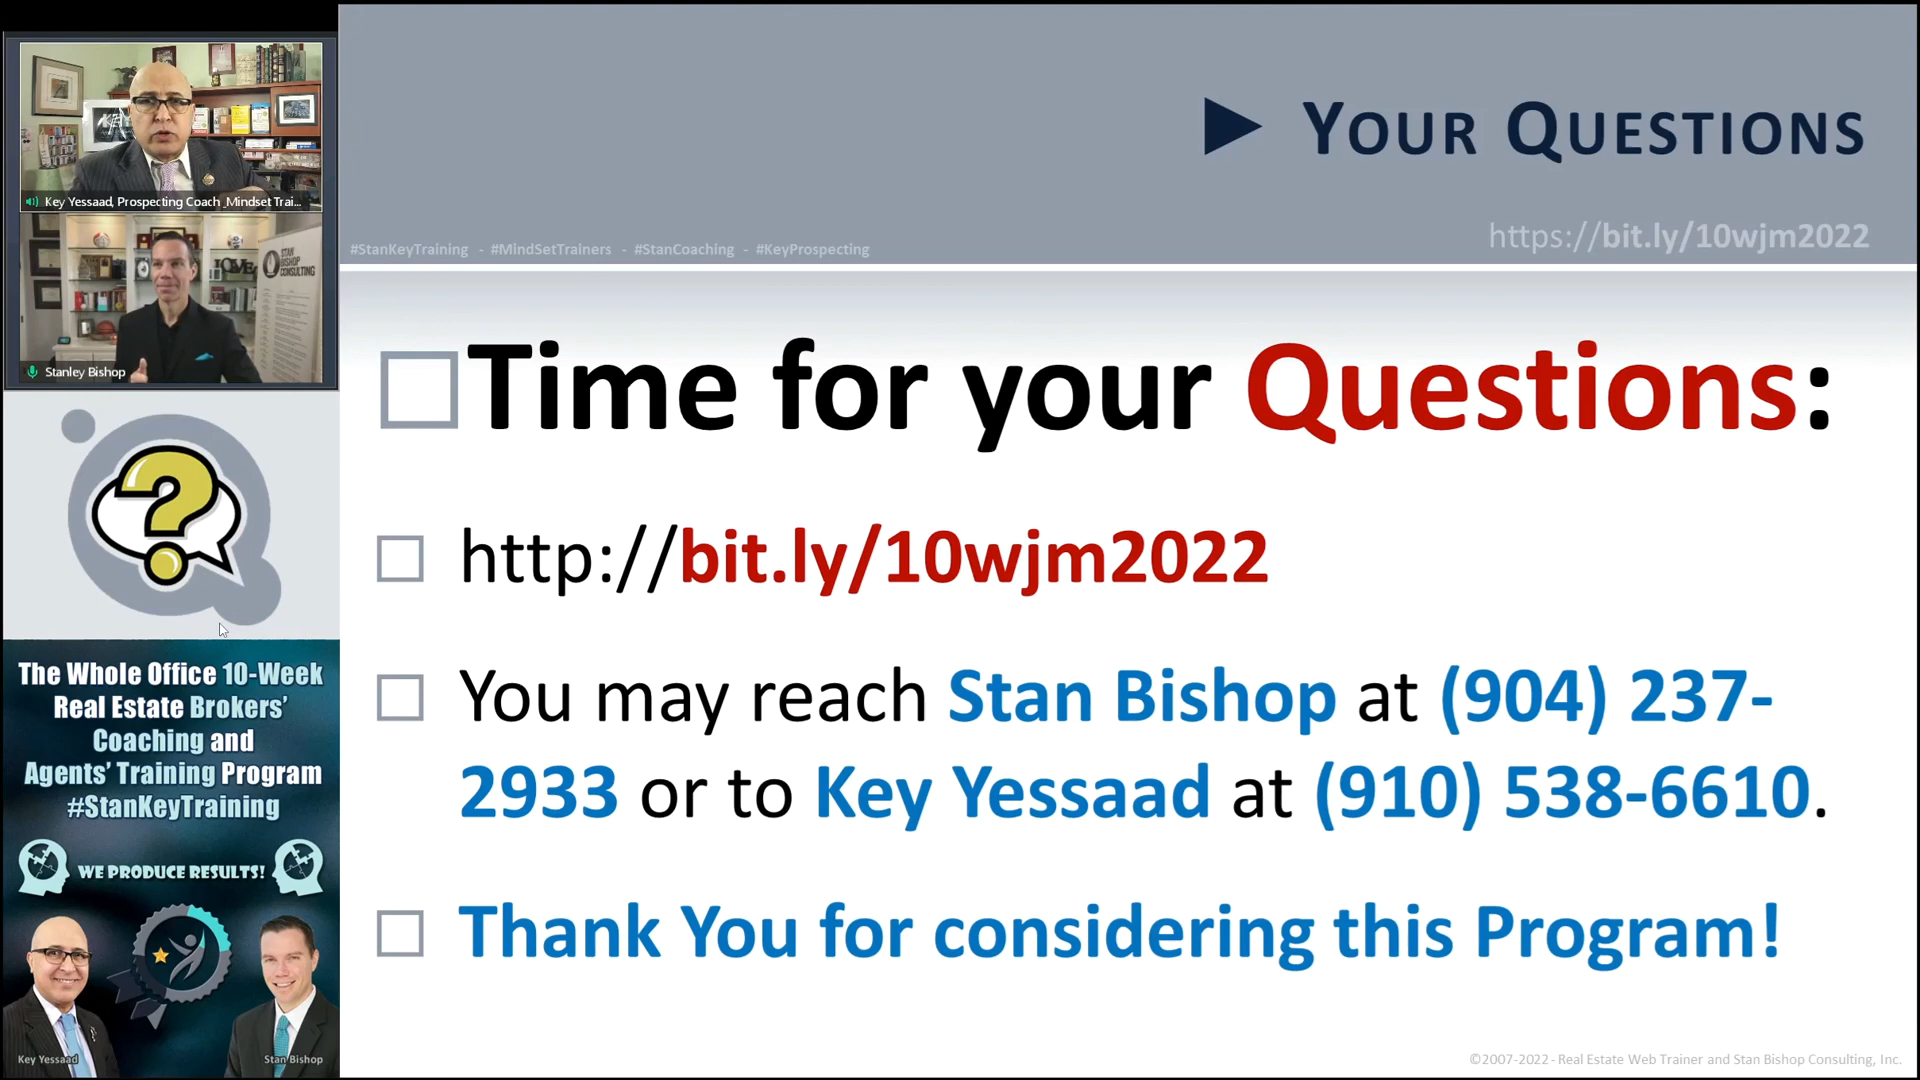 Key Yessaad, Prospecting Coach _Mindset Trai...
STAN
BISHOP
CONSULTING
Stanley Bishop
The Whole Office 10-Week
Real Estate Brokers'
Coaching and
Agents' Training Program
#StanKeyTraining
WE PRODUCE RESULTS!
Key Yessaad
Stan Bishop
► YOUR QUESTIONS
https://bit.ly/10wjm2022
#StanKeyTraining - #MindSetTrainers - #StanCoaching - #KeyProspecting
Time for your Questions:
http://bit.ly/10wjm2022
You may reach Stan Bishop at (904) 237-
2933 or to Key Yessaad at (910) 538-6610.
Thank You for considering this Program!
©2007-2022 - Real Estate Web Trainer and Stan Bishop Consulting, Inc.